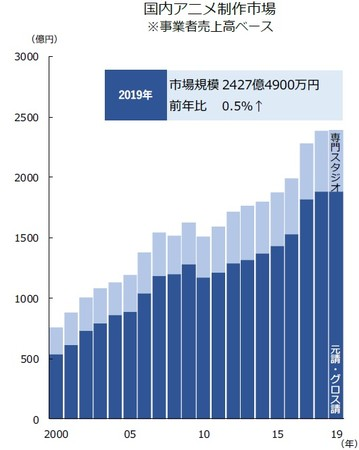 国内アニメ制作市場
※事業者売上高ベース
(億円)
3000
2500
2000
1500
1000
500
0
2019年
市場規模 2427億4900万円
前年比 0.5%↑
専門スタジオ
元請・グロス請
2000
05
10
15
19
(年)